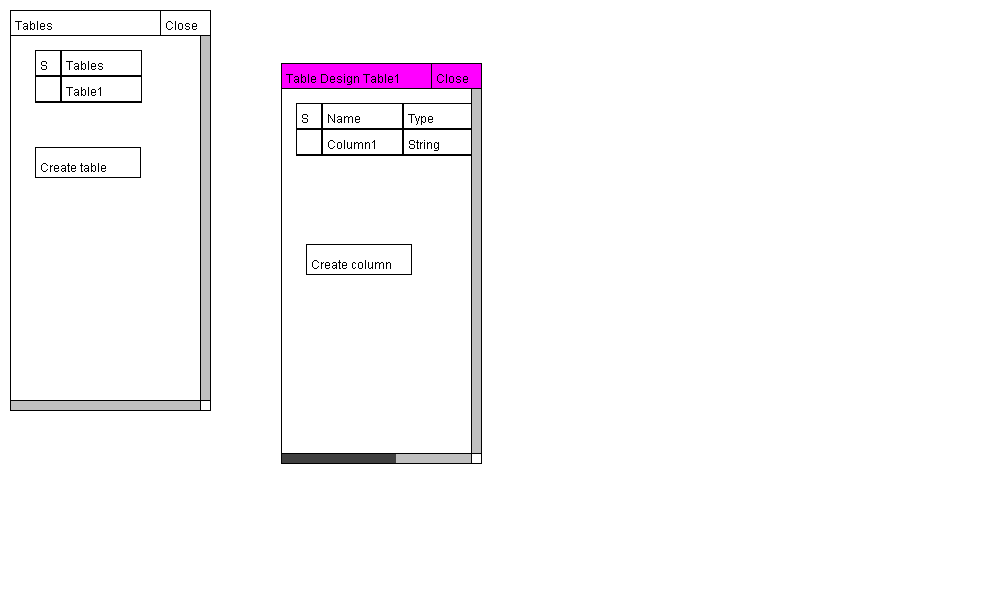 Tables Close
S Tables
Table1
Create table
Table Design Table1 Close
S Name Type
Column1 String
Create column